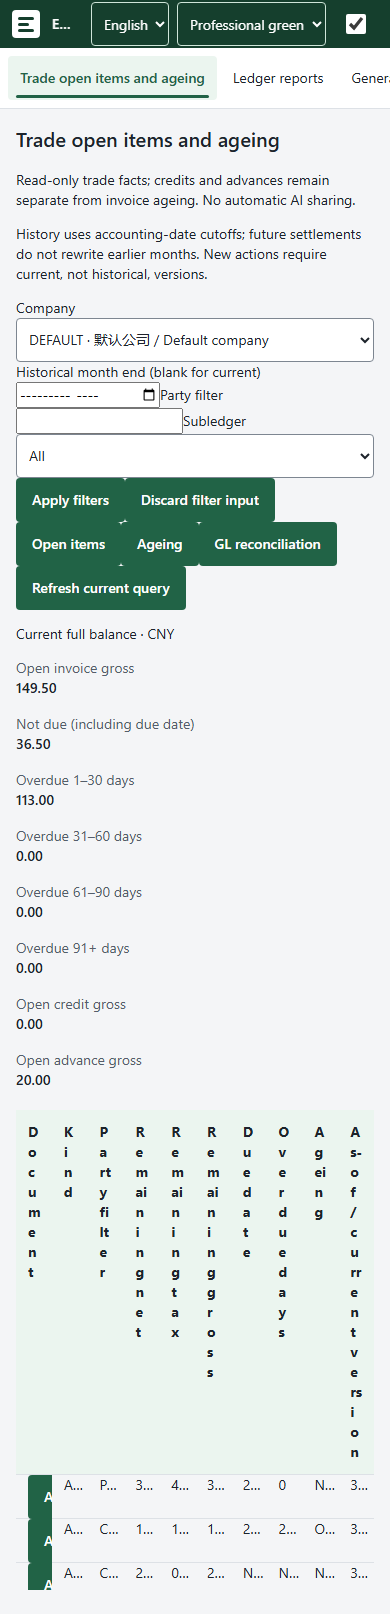 E...
English
Professional green
Trade open items and ageing
Ledger reports
Genera
Trade open items and ageing
Read-only trade facts; credits and advances remain
separate from invoice ageing. No automatic AI sharing.
History uses accounting-date cutoffs; future settlements
do not rewrite earlier months. New actions require
current, not historical, versions.
Company
DEFAULT · 默认公司 / Default company
Historical month end (blank for current)
--------- ----
Party filter
Subledger
All
Apply filters
Discard filter input
Open items
Ageing
GL reconciliation
Refresh current query
Current full balance · CNY
Open invoice gross
149.50
Not due (including due date)
36.50
Overdue 1–30 days
113.00
Overdue 31–60 days
0.00
Overdue 61–90 days
0.00
Overdue 91+ days
0.00
Open credit gross
0.00
Open advance gross
20.00
Document
Kind
Party filter
Remaining net
Remaining tax
Remaining gross
Due date
Overdue days
Ageing
As-of / current version
A A... P... 3... 4... 3... 2... 0 N... 3...
A A... C... 1... 1... 1... 2... 2... O... 3...
A A... C... 2... 0... 2... N... N... N... 3...